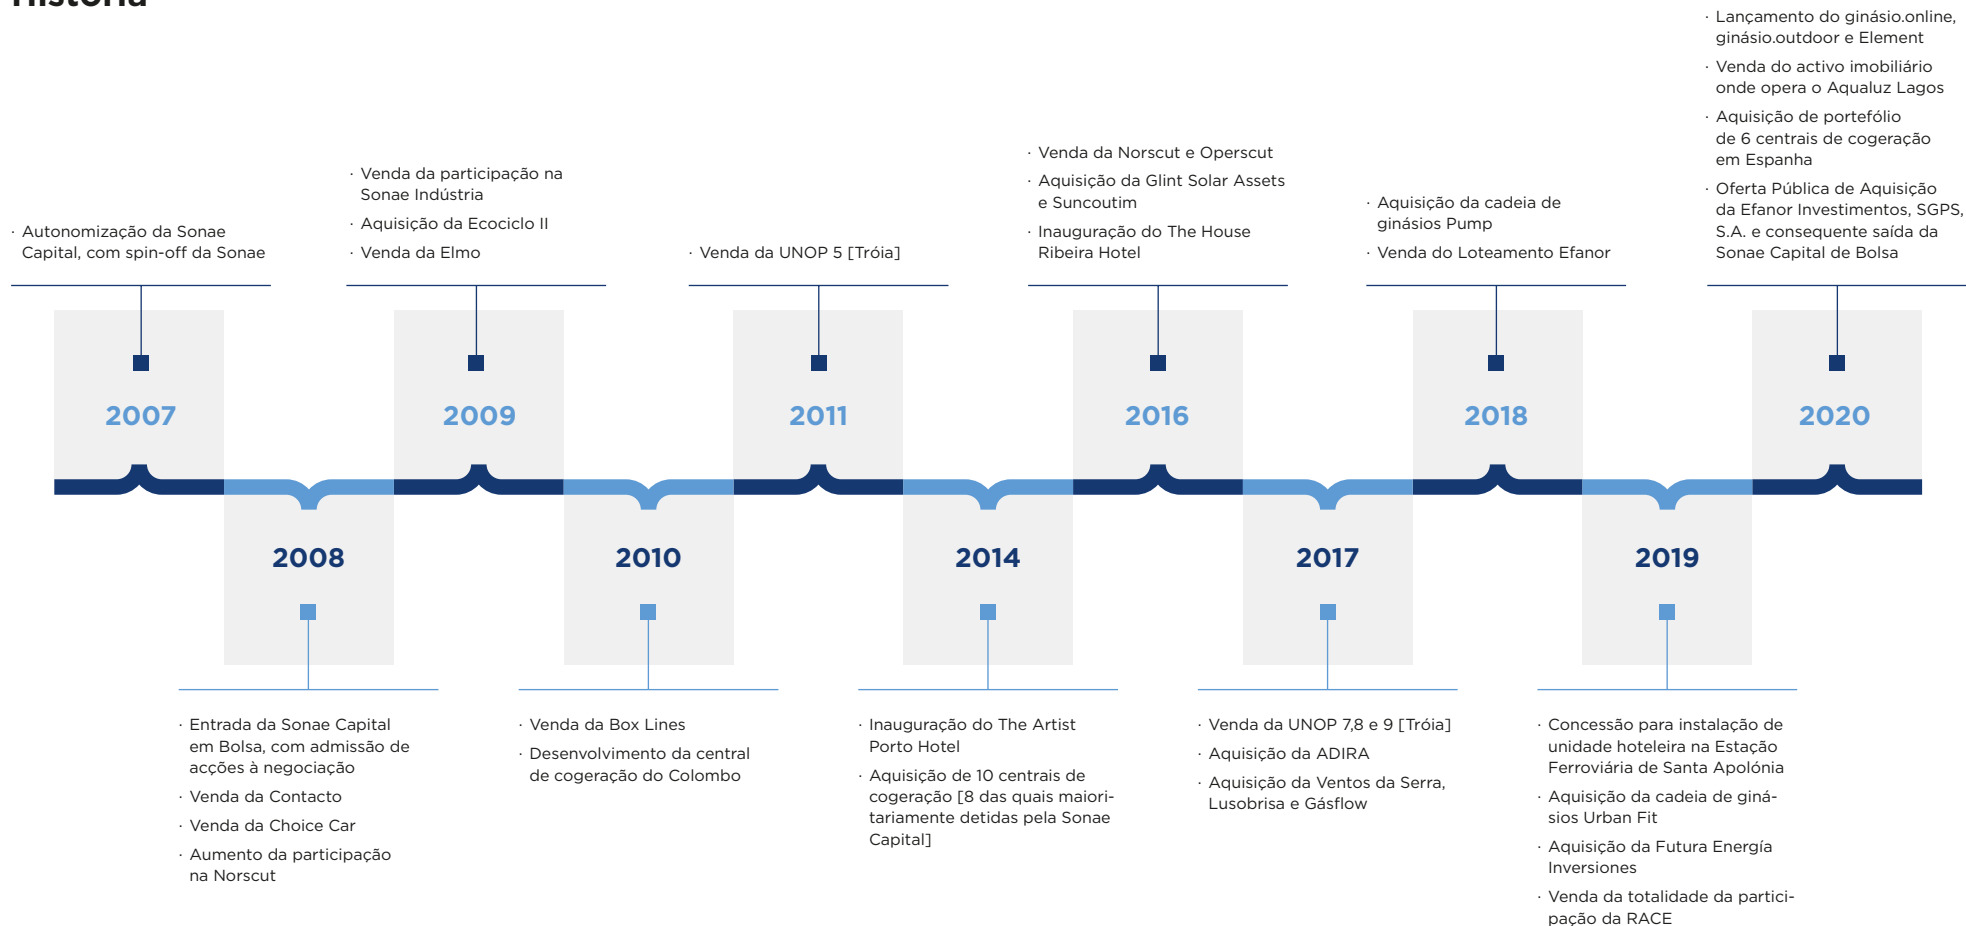 História
· Autonomização da Sonae
Capital, com spin-off da Sonae
2007
2008
· Entrada da Sonae Capital
em Bolsa, com admissão de
acções à negociação
· Venda da Contacto
· Venda da Choice Car
· Aumento da participação
na Norscut
· Venda da participação na
Sonae Indústria
· Aquisição da Ecociclo II
· Venda da Elmo
2009
2010
· Venda da Box Lines
· Desenvolvimento da central
de cogeração do Colombo
· Venda da UNOP 5 [Tróia]
2011
2014
· Inauguração do The Artist
Porto Hotel
· Aquisição de 10 centrais de
cogeração [8 das quais maiori-
tariamente detidas pela Sonae
Capital]
· Venda da Norscut e Operscut
· Aquisição da Glint Solar Assets
e Suncoutim
· Inauguração do The House
Ribeira Hotel
2016
2017
· Venda da UNOP 7,8 e 9 [Tróia]
· Aquisição da ADIRA
· Aquisição da Ventos da Serra,
Lusobrisa e Gásflow
· Aquisição da cadeia de
ginásios Pump
· Venda do Loteamento Efanor
2018
2019
· Concessão para instalação de
unidade hoteleira na Estação
Ferroviária de Santa Apolónia
· Aquisição da cadeia de giná-
sios Urban Fit
· Aquisição da Futura Energía
Inversiones
· Venda da totalidade da partici-
pação da RACE
· Lançamento do ginásio.online,
ginásio.outdoor e Element
· Venda do activo imobiliário
onde opera o Aqualuz Lagos
· Aquisição de portefólio
de 6 centrais de cogeração
em Espanha
· Oferta Pública de Aquisição
da Efanor Investimentos, SGPS,
S.A. e consequente saída da
Sonae Capital de Bolsa
2020